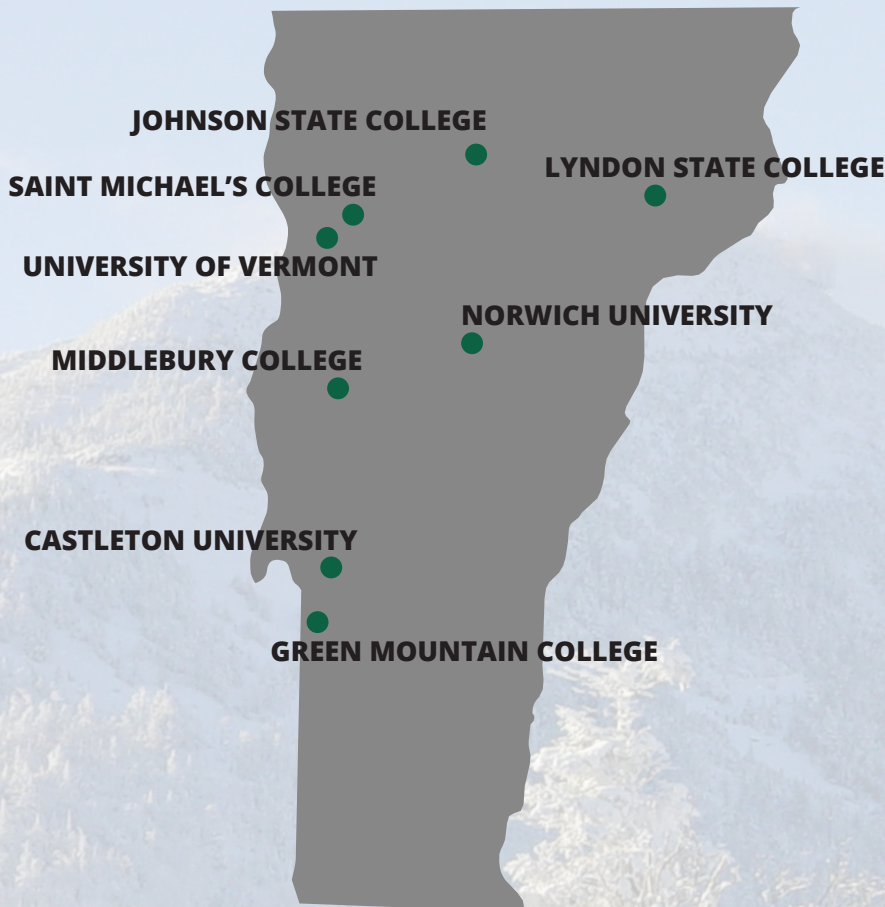 JOHNSON STATE COLLEGE
LYNDON STATE COLLEGE
SAINT MICHAEL’S COLLEGE
UNIVERSITY OF VERMONT
NORWICH UNIVERSITY
MIDDLEBURY COLLEGE
CASTLETON UNIVERSITY
GREEN MOUNTAIN COLLEGE